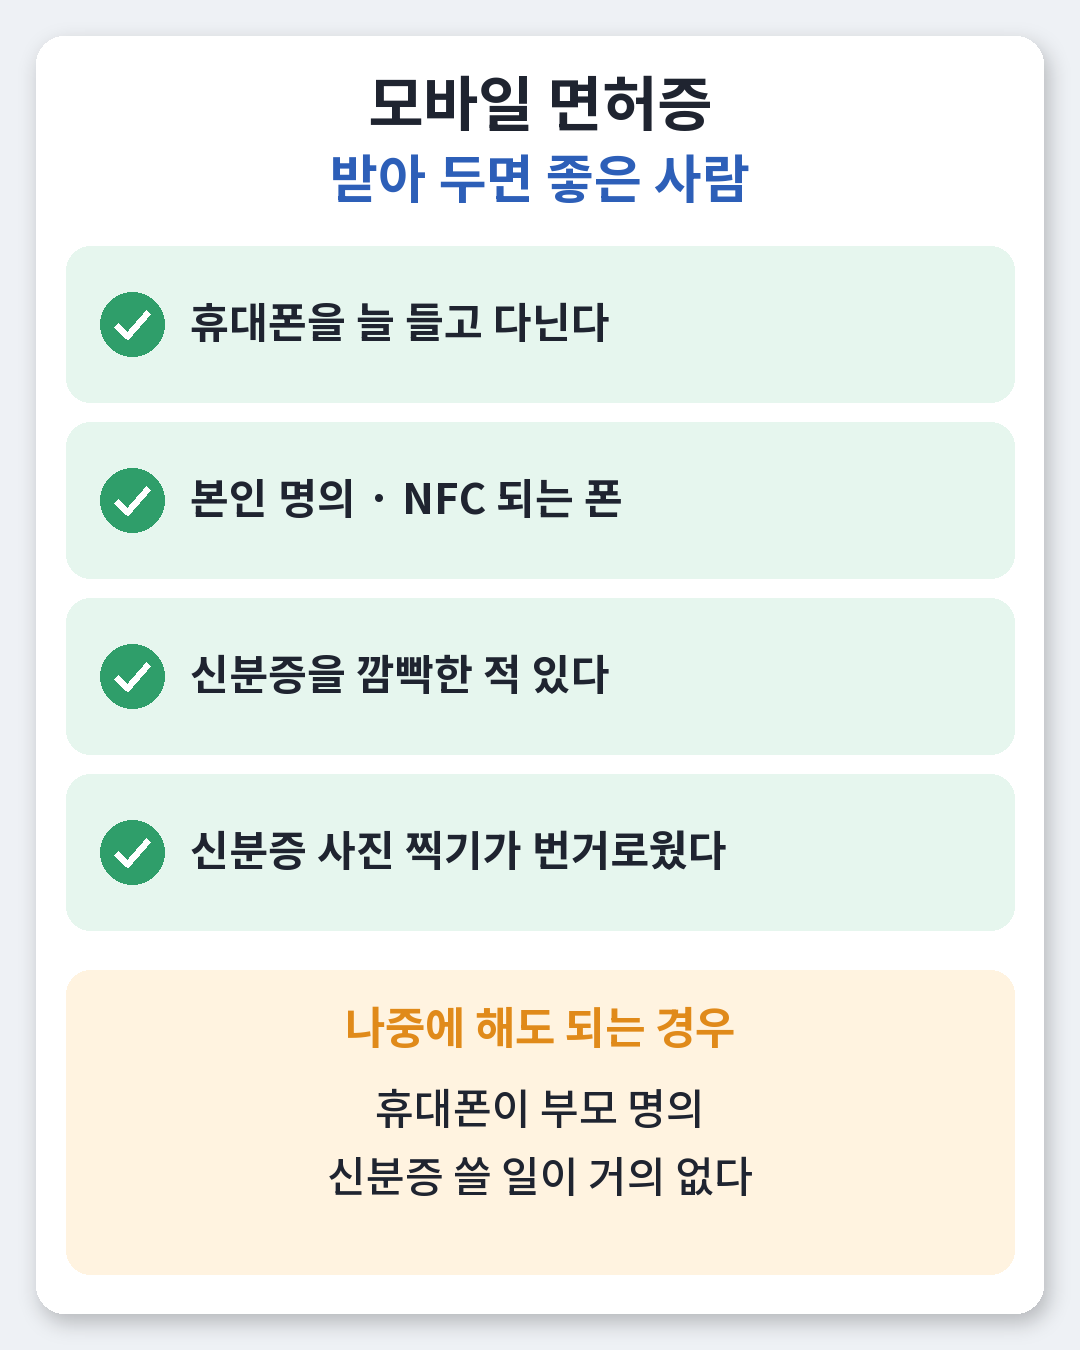 모바일 면허증
받아 두면 좋은 사람
휴대폰을 늘 들고 다닌다
본인 명의 · NFC 되는 폰
신분증을 깜빡한 적 있다
신분증 사진 찍기가 번거로웠다
나중에 해도 되는 경우
휴대폰이 부모 명의
신분증 쓸 일이 거의 없다